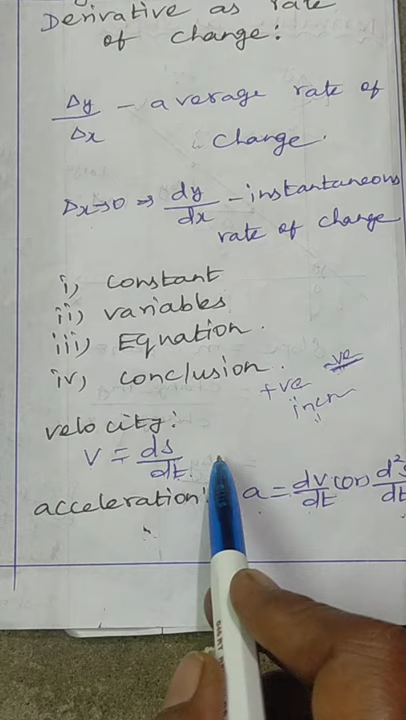 Derivative as rate
of change:
Δy/Δx - average rate of
change.
Δx→0 ⇒ dy/dx - instantaneous
rate of change
i) constant
ii) variables
iii) Equation.
iv) conclusion.
+ve -ve
incr
velocity:
V = ds/dt.
acceleration: a = dv/dt (or) d²s/dt